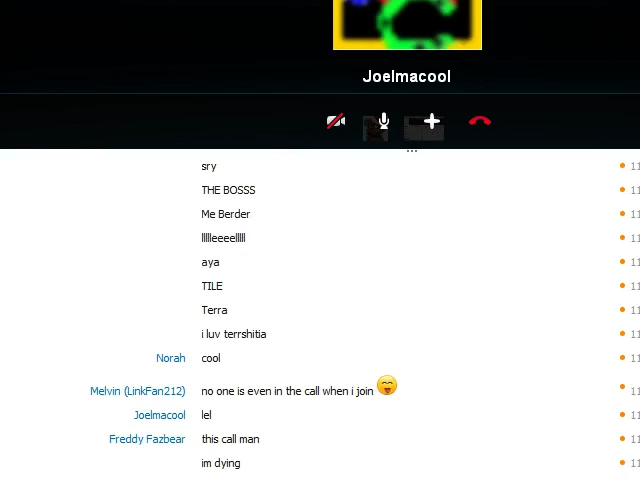 Joelmacool
sry
THE BOSSS
Me Berder
llllleeeelllll
aya
TILE
Terra
i luv terrshitia
Norah cool
Melvin (LinkFan212) no one is even in the call when i join
Joelmacool lel
Freddy Fazbear this call man
im dying